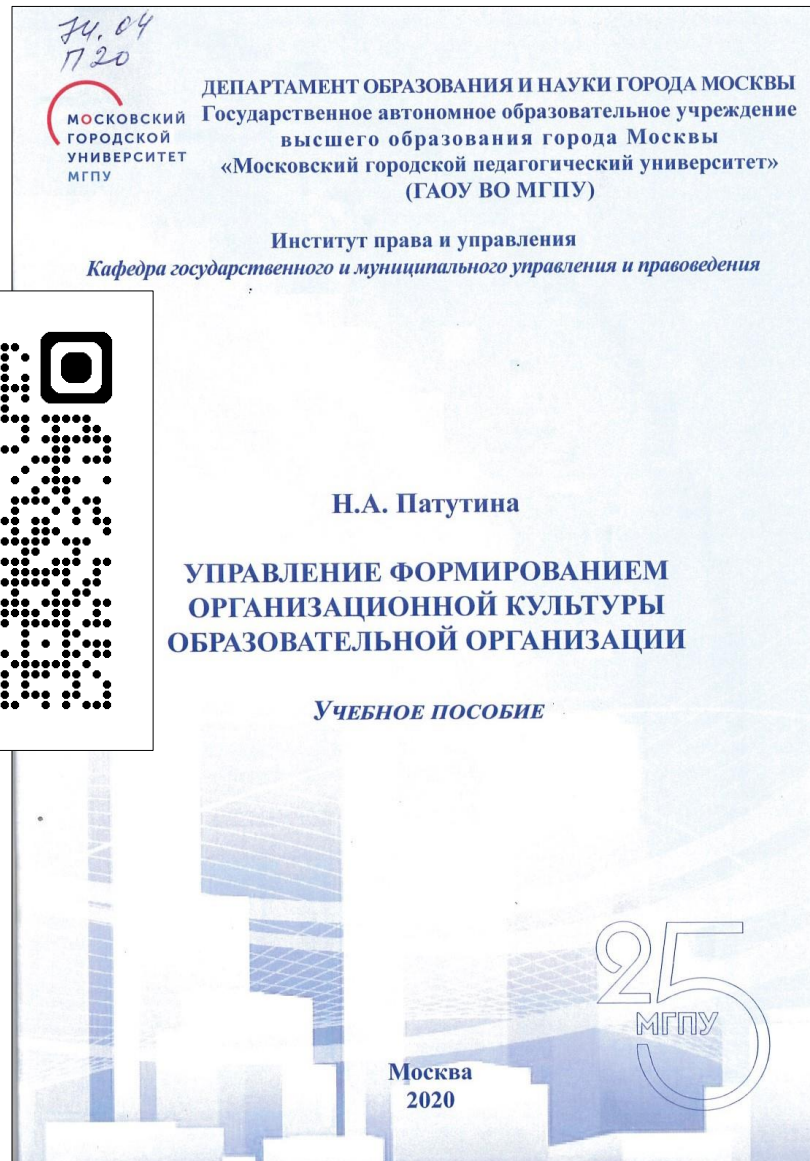 74.04
П 20
МОСКОВСКИЙ
ГОРОДСКОЙ
УНИВЕРСИТЕТ
МГПУ
ДЕПАРТАМЕНТ ОБРАЗОВАНИЯ И НАУКИ ГОРОДА МОСКВЫ
Государственное автономное образовательное учреждение
высшего образования города Москвы
«Московский городской педагогический университет»
(ГАОУ ВО МГПУ)
Институт права и управления
Кафедра государственного и муниципального управления и правоведения
Н.А. Патутина
УПРАВЛЕНИЕ ФОРМИРОВАНИЕМ
ОРГАНИЗАЦИОННОЙ КУЛЬТУРЫ
ОБРАЗОВАТЕЛЬНОЙ ОРГАНИЗАЦИИ
УЧЕБНОЕ ПОСОБИЕ
25
МГПУ
Москва
2020